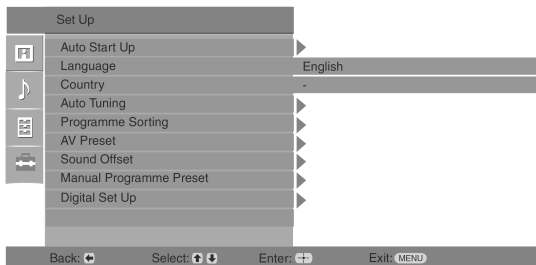 Set Up
Auto Start Up
Language English
Country -
Auto Tuning
Programme Sorting
AV Preset
Sound Offset
Manual Programme Preset
Digital Set Up
Back: Select: Enter: Exit: MENU